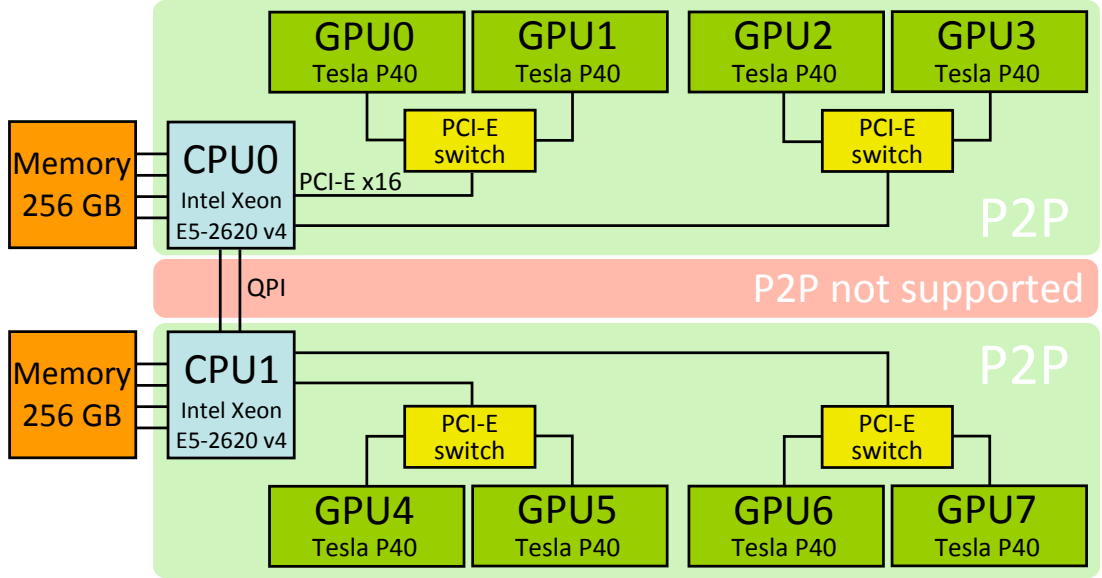 GPU0
Tesla P40
GPU1
Tesla P40
GPU2
Tesla P40
GPU3
Tesla P40
PCI-E
switch
PCI-E
switch
Memory
256 GB
CPU0
Intel Xeon
E5-2620 v4
PCI-E x16
P2P
QPI
P2P not supported
Memory
256 GB
CPU1
Intel Xeon
E5-2620 v4
P2P
PCI-E
switch
PCI-E
switch
GPU4
Tesla P40
GPU5
Tesla P40
GPU6
Tesla P40
GPU7
Tesla P40